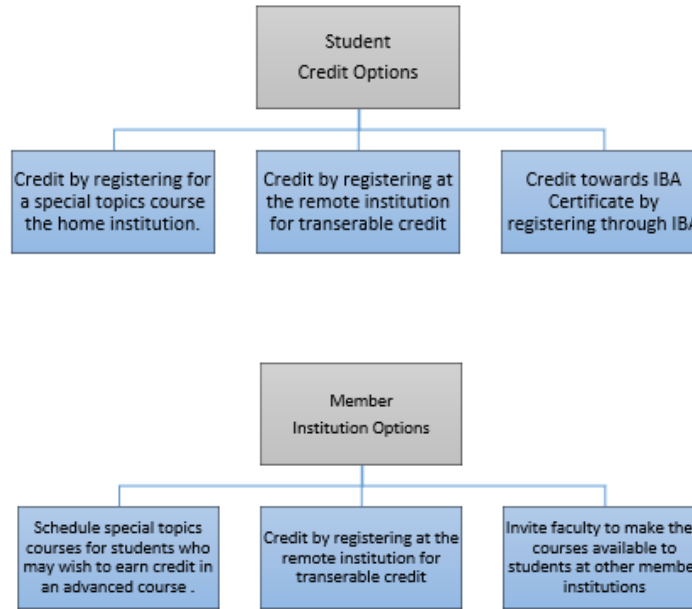 Student
Credit Options
Credit by registering for
a special topics course
the home institution.
Credit by registering at
the remote institution
for transerable credit
Credit towards IBA
Certificate by
registering through IBA
Member
Institution Options
Schedule special topics
courses for students who
may wish to earn credit in
an advanced course .
Credit by registering at the
remote institution for
transerable credit
Invite faculty to make the
courses available to
students at other membe
institutions